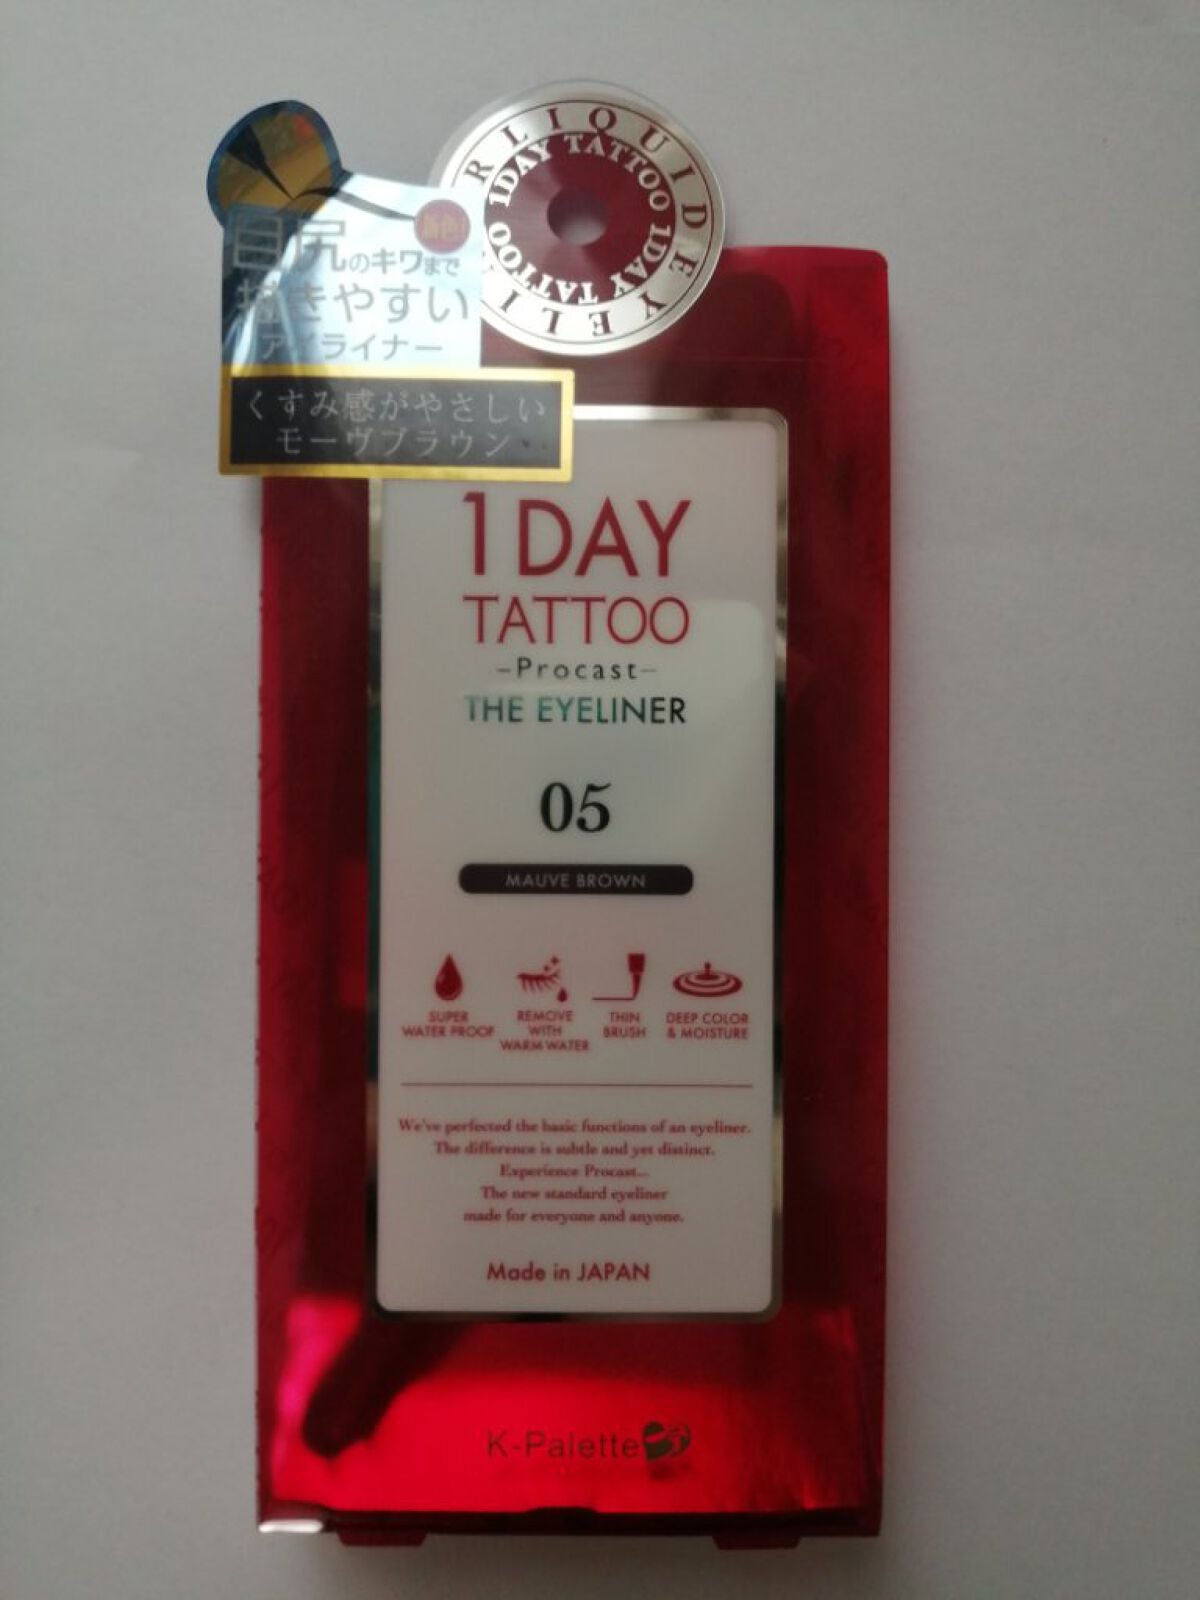 LIQUID EYELINER
1DAY TATTOO 1DAY TATTOO 1DAY TATTOO
新色!
目尻のキワまで
描きやすい
アイライナー
くすみ感がやさしい
モーヴブラウン
1DAY
TATTOO
-Procast-
THE EYELINER
05
MAUVE BROWN
SUPER
WATER PROOF
REMOVE
WITH
WARM WATER
THIN
BRUSH
DEEP COLOR
& MOISTURE
We've perfected the basic functions of an eyeliner.
The difference is subtle and yet distinct.
Experience Procast...
The new standard eyeliner
made for everyone and anyone.
Made in JAPAN
K-Palette